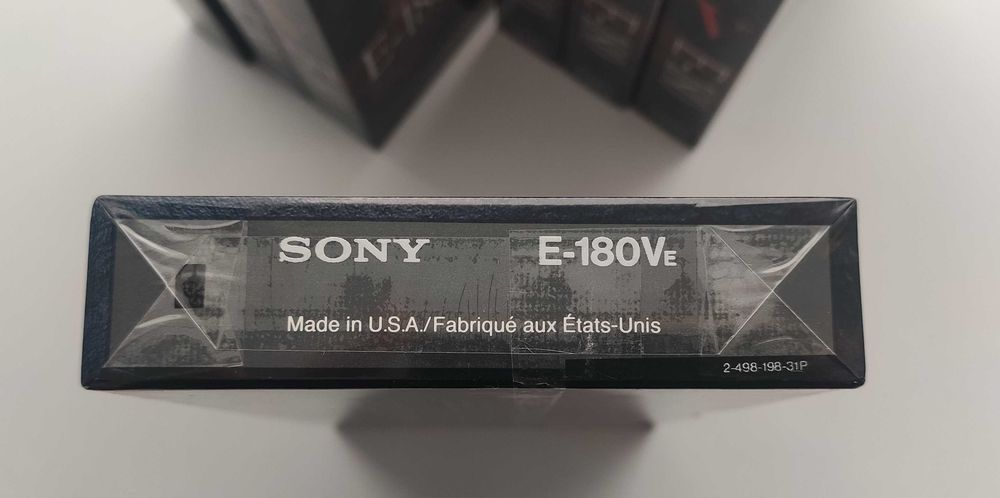 SONY E-180VE
Made in U.S.A./Fabriqué aux États-Unis
2-498-198-31P